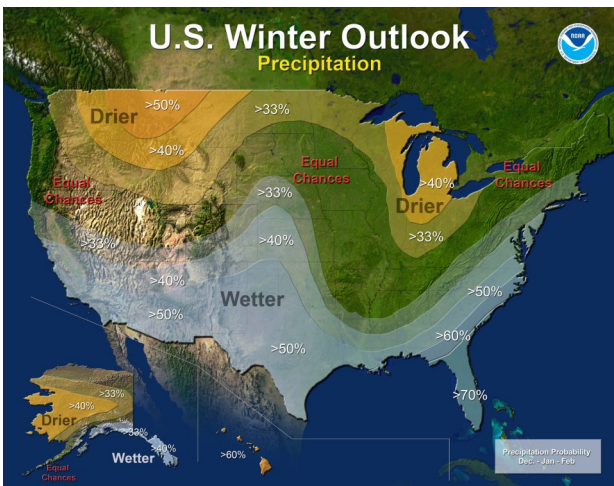 U.S. Winter Outlook
Precipitation
NOAA
>50%
>33%
Drier
>40%
Equal
Chances
Equal
Chances
Equal
Chances
>40%
Drier
>33%
>33%
>33%
>40%
>40%
Wetter
>50%
>50%
>50%
>60%
>70%
>33%
>40%
Drier
>33%
Wetter
>40%
>60%
Equal
Chances
Precipitation Probability
Dec. - Jan - Feb